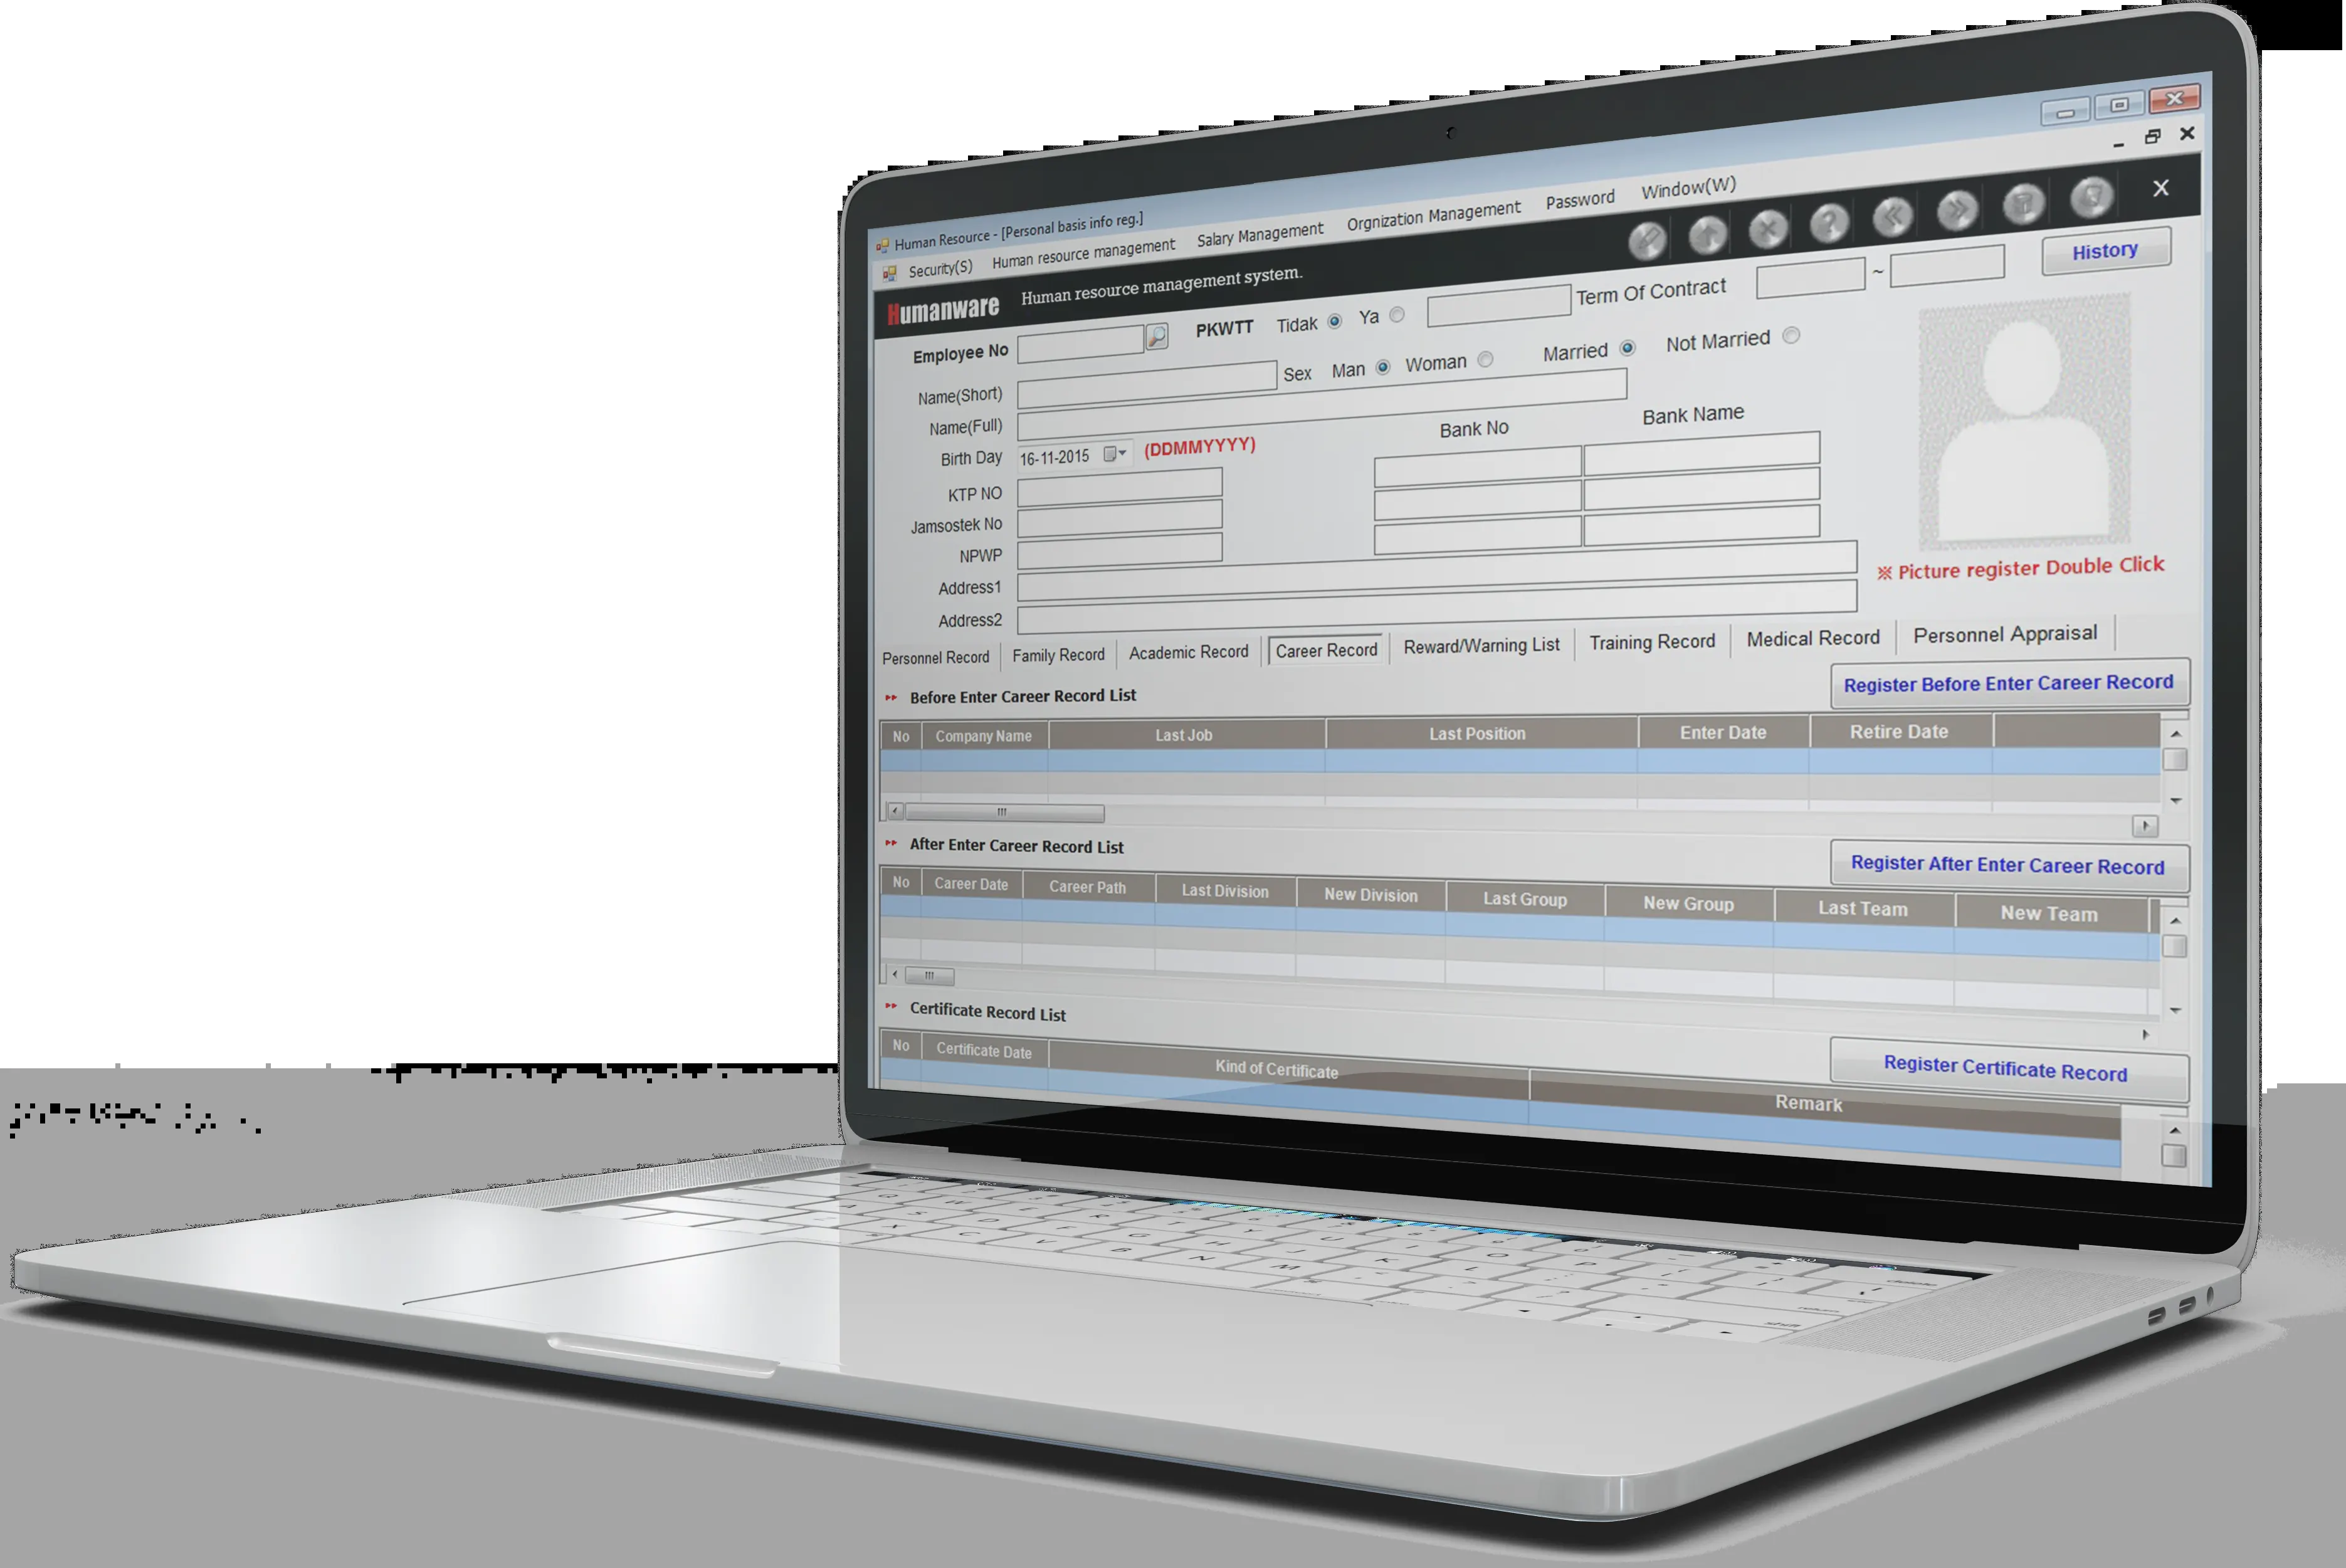 Human Resource - [Personal basis info reg.]
Security(S) Human resource management Salary Management Orgnization Management Password Window(W)
Humanware Human resource management system.
Employee No PKWTT Tidak Ya Term Of Contract ~ History
Name(Short) Sex Man Woman Married Not Married
Name(Full)
Bank No Bank Name
Birth Day 16-11-2015 (DDMMYYYY)
KTP NO
Jamsostek No
NPWP
Address1
※ Picture register Double Click
Address2
Personnel Record Family Record Academic Record Career Record Reward/Warning List Training Record Medical Record Personnel Appraisal
Before Enter Career Record List Register Before Enter Career Record
No Company Name Last Job Last Position Enter Date Retire Date
After Enter Career Record List Register After Enter Career Record
No Career Date Career Path Last Division New Division Last Group New Group Last Team New Team
Certificate Record List Register Certificate Record
No Certificate Date Kind of Certificate Remark